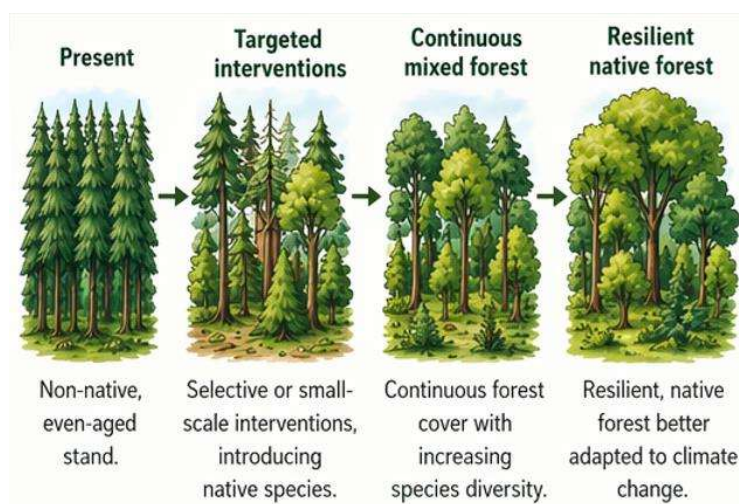 Present
Targeted
interventions
Continuous
mixed forest
Resilient
native forest
Non-native,
even-aged
stand.
Selective or small-
scale interventions,
introducing
native species.
Continuous forest
cover with
increasing
species diversity.
Resilient, native
forest better
adapted to climate
change.